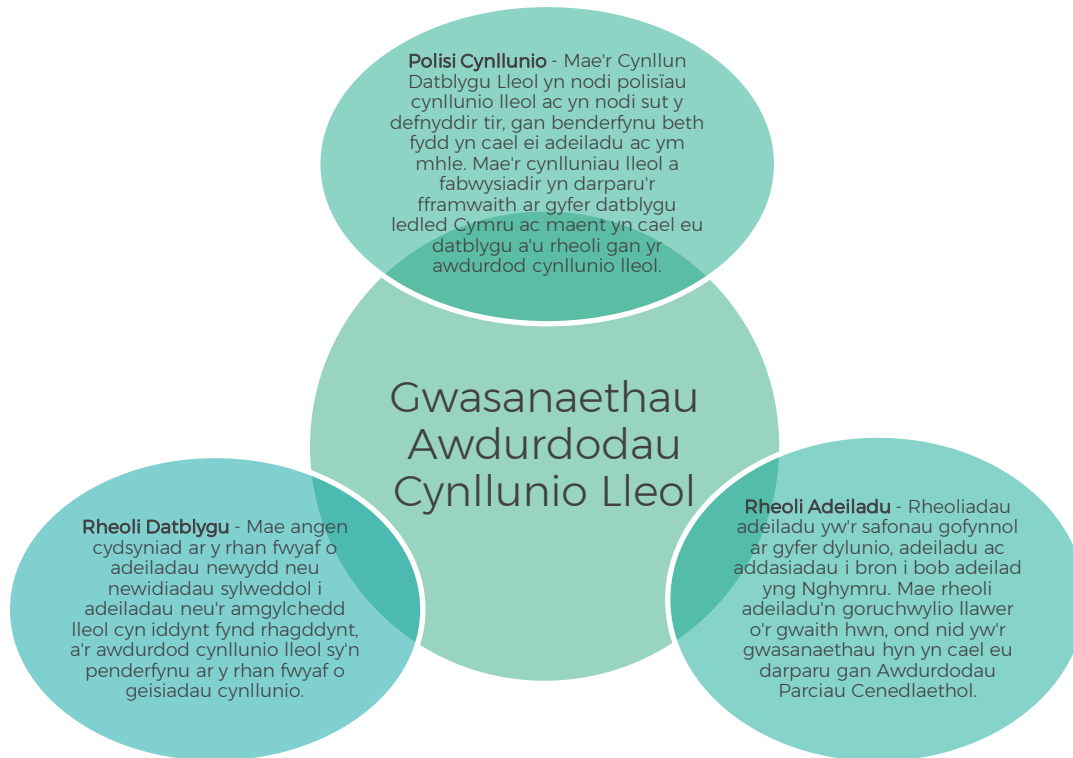 Polisi Cynllunio - Mae'r Cynllun
Datblygu Lleol yn nodi polisïau
cynllunio lleol ac yn nodi sut y
defnyddir tir, gan benderfynu beth
fydd yn cael ei adeiladu ac ym
mhle. Mae'r cynlluniau lleol a
fabwysiadir yn darparu'r
fframwaith ar gyfer datblygu
ledled Cymru ac maent yn cael eu
datblygu a'u rheoli gan yr
awdurdod cynllunio lleol.
Gwasanaethau
Awdurdodau
Cynllunio Lleol
Rheoli Datblygu - Mae angen
cydsyniad ar y rhan fwyaf o
adeiladau newydd neu
newidiadau sylweddol i
adeiladau neu'r amgylchedd
lleol cyn iddynt fynd rhagddynt,
a'r awdurdod cynllunio lleol sy'n
penderfynu ar y rhan fwyaf o
geisiadau cynllunio.
Rheoli Adeiladu - Rheoliadau
adeiladu yw'r safonau gofynnol
ar gyfer dylunio, adeiladu ac
addasiadau i bron i bob adeilad
yng Nghymru. Mae rheoli
adeiladu'n goruchwylio llawer
o'r gwaith hwn, ond nid yw'r
gwasanaethau hyn yn cael eu
darparu gan Awdurdodau
Parciau Cenedlaethol.